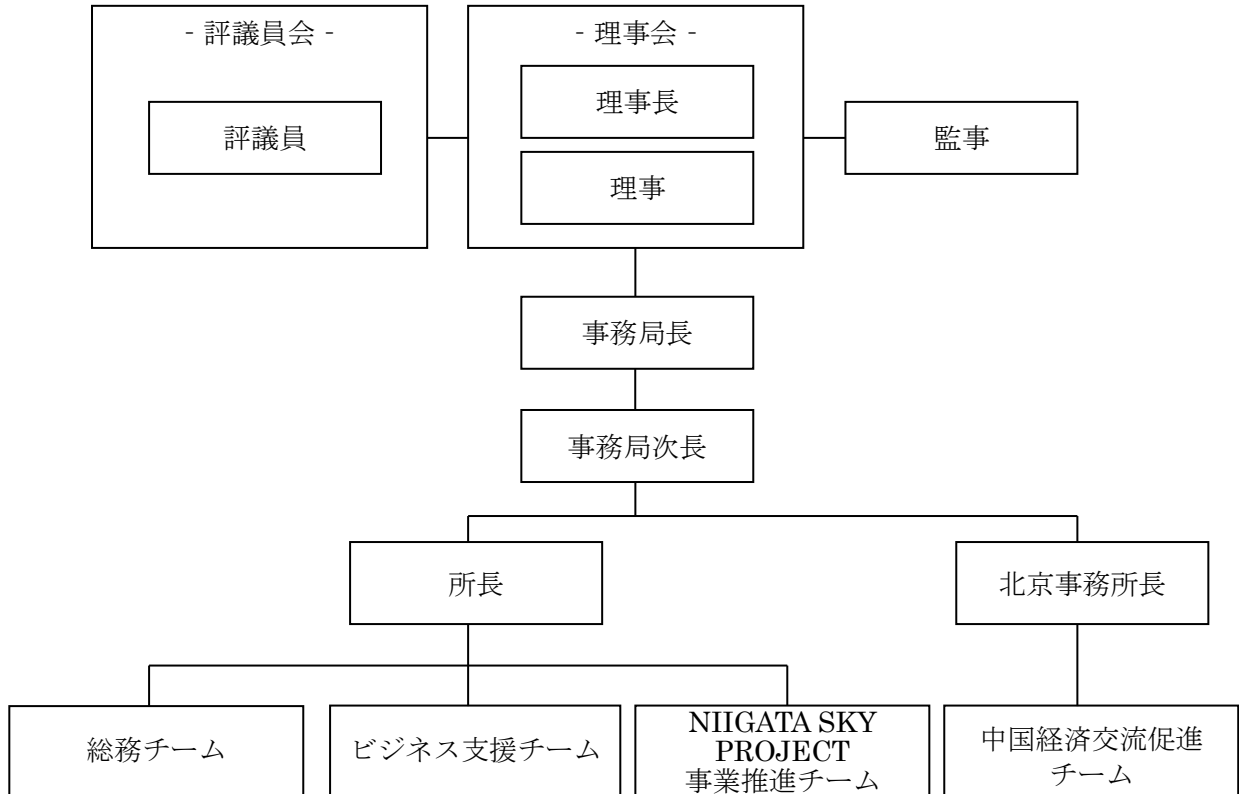 - 評議員会 -
- 理事会 -
理事長
評議員
監事
理事
事務局長
事務局次長
所長
北京事務所長
総務チーム
ビジネス支援チーム
NIIGATA SKY
PROJECT
事業推進チーム
中国経済交流促進
チーム